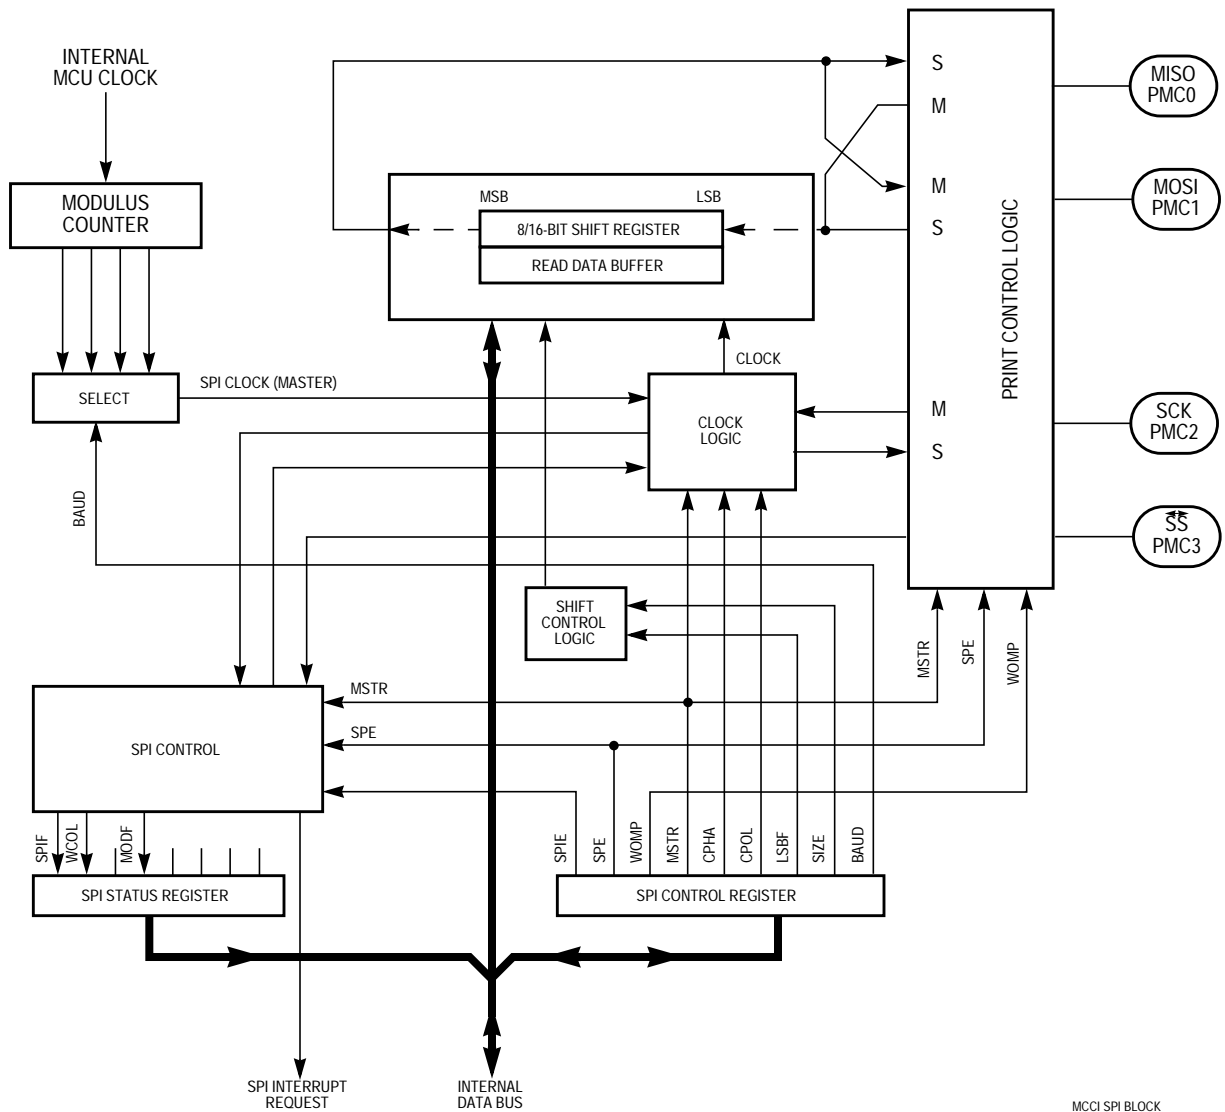 INTERNAL
MCU CLOCK
MODULUS
COUNTER
SELECT
SPI CLOCK (MASTER)
BAUD
MSB
LSB
8/16-BIT SHIFT REGISTER
READ DATA BUFFER
CLOCK
CLOCK
LOGIC
SHIFT
CONTROL
LOGIC
S
M
M
S
M
S
PRINT CONTROL LOGIC
MISO
PMC0
MOSI
PMC1
SCK
PMC2
SS
PMC3
MSTR
SPE
WOMP
MSTR
SPE
SPI CONTROL
SPIF
WCOL
MODF
SPI STATUS REGISTER
SPIE
SPE
WOMP
MSTR
CPHA
CPOL
LSBF
SIZE
BAUD
SPI CONTROL REGISTER
SPI INTERRUPT
REQUEST
INTERNAL
DATA BUS
MCCI SPI BLOCK